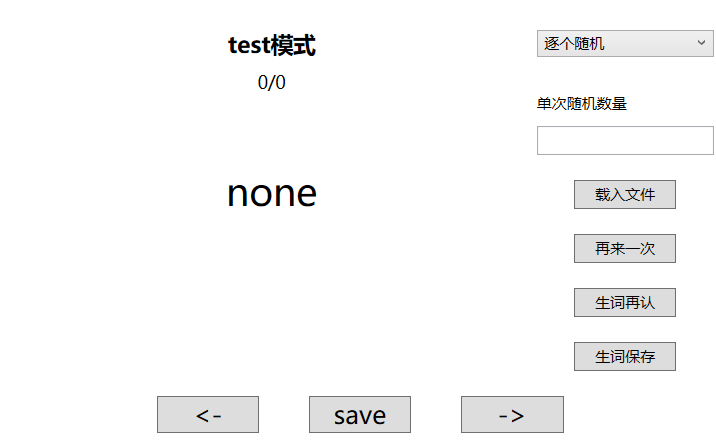 test模式
0/0
none
逐个随机
单次随机数量
载入文件
再来一次
生词再认
生词保存
<-
save
->